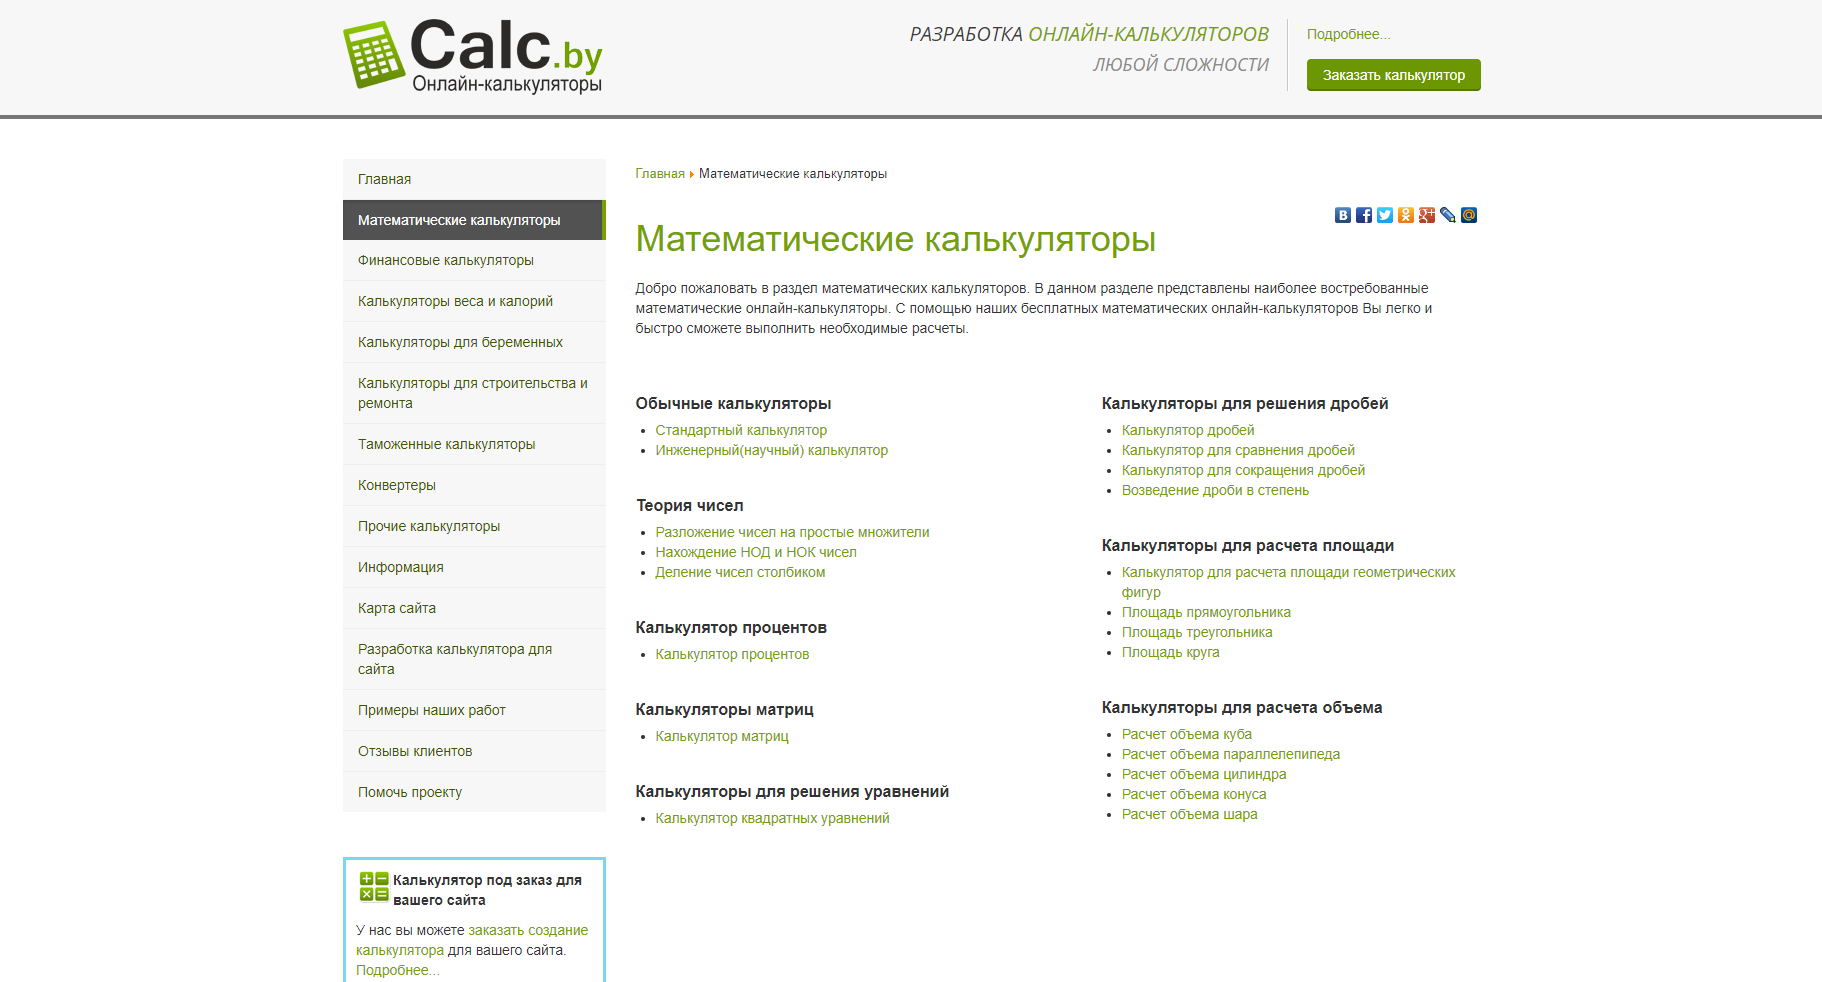 Calc.by
Онлайн-калькуляторы
РАЗРАБОТКА ОНЛАЙН-КАЛЬКУЛЯТОРОВ
ЛЮБОЙ СЛОЖНОСТИ
Подробнее...
Заказать калькулятор
Главная
Математические калькуляторы
Финансовые калькуляторы
Калькуляторы веса и калорий
Калькуляторы для беременных
Калькуляторы для строительства и
ремонта
Таможенные калькуляторы
Конвертеры
Прочие калькуляторы
Информация
Карта сайта
Разработка калькулятора для
сайта
Примеры наших работ
Отзывы клиентов
Помочь проекту
Калькулятор под заказ для
вашего сайта
У нас вы можете заказать создание
калькулятора для вашего сайта.
Подробнее...
Главная Математические калькуляторы
Математические калькуляторы
Добро пожаловать в раздел математических калькуляторов. В данном разделе представлены наиболее востребованные
математические онлайн-калькуляторы. С помощью наших бесплатных математических онлайн-калькуляторов Вы легко и
быстро сможете выполнить необходимые расчеты.
Обычные калькуляторы
Стандартный калькулятор
Инженерный(научный) калькулятор
Теория чисел
Разложение чисел на простые множители
Нахождение НОД и НОК чисел
Деление чисел столбиком
Калькулятор процентов
Калькулятор процентов
Калькуляторы матриц
Калькулятор матриц
Калькуляторы для решения уравнений
Калькулятор квадратных уравнений
Калькуляторы для решения дробей
Калькулятор дробей
Калькулятор для сравнения дробей
Калькулятор для сокращения дробей
Возведение дроби в степень
Калькуляторы для расчета площади
Калькулятор для расчета площади геометрических
фигур
Площадь прямоугольника
Площадь треугольника
Площадь круга
Калькуляторы для расчета объема
Расчет объема куба
Расчет объема параллелепипеда
Расчет объема цилиндра
Расчет объема конуса
Расчет объема шара